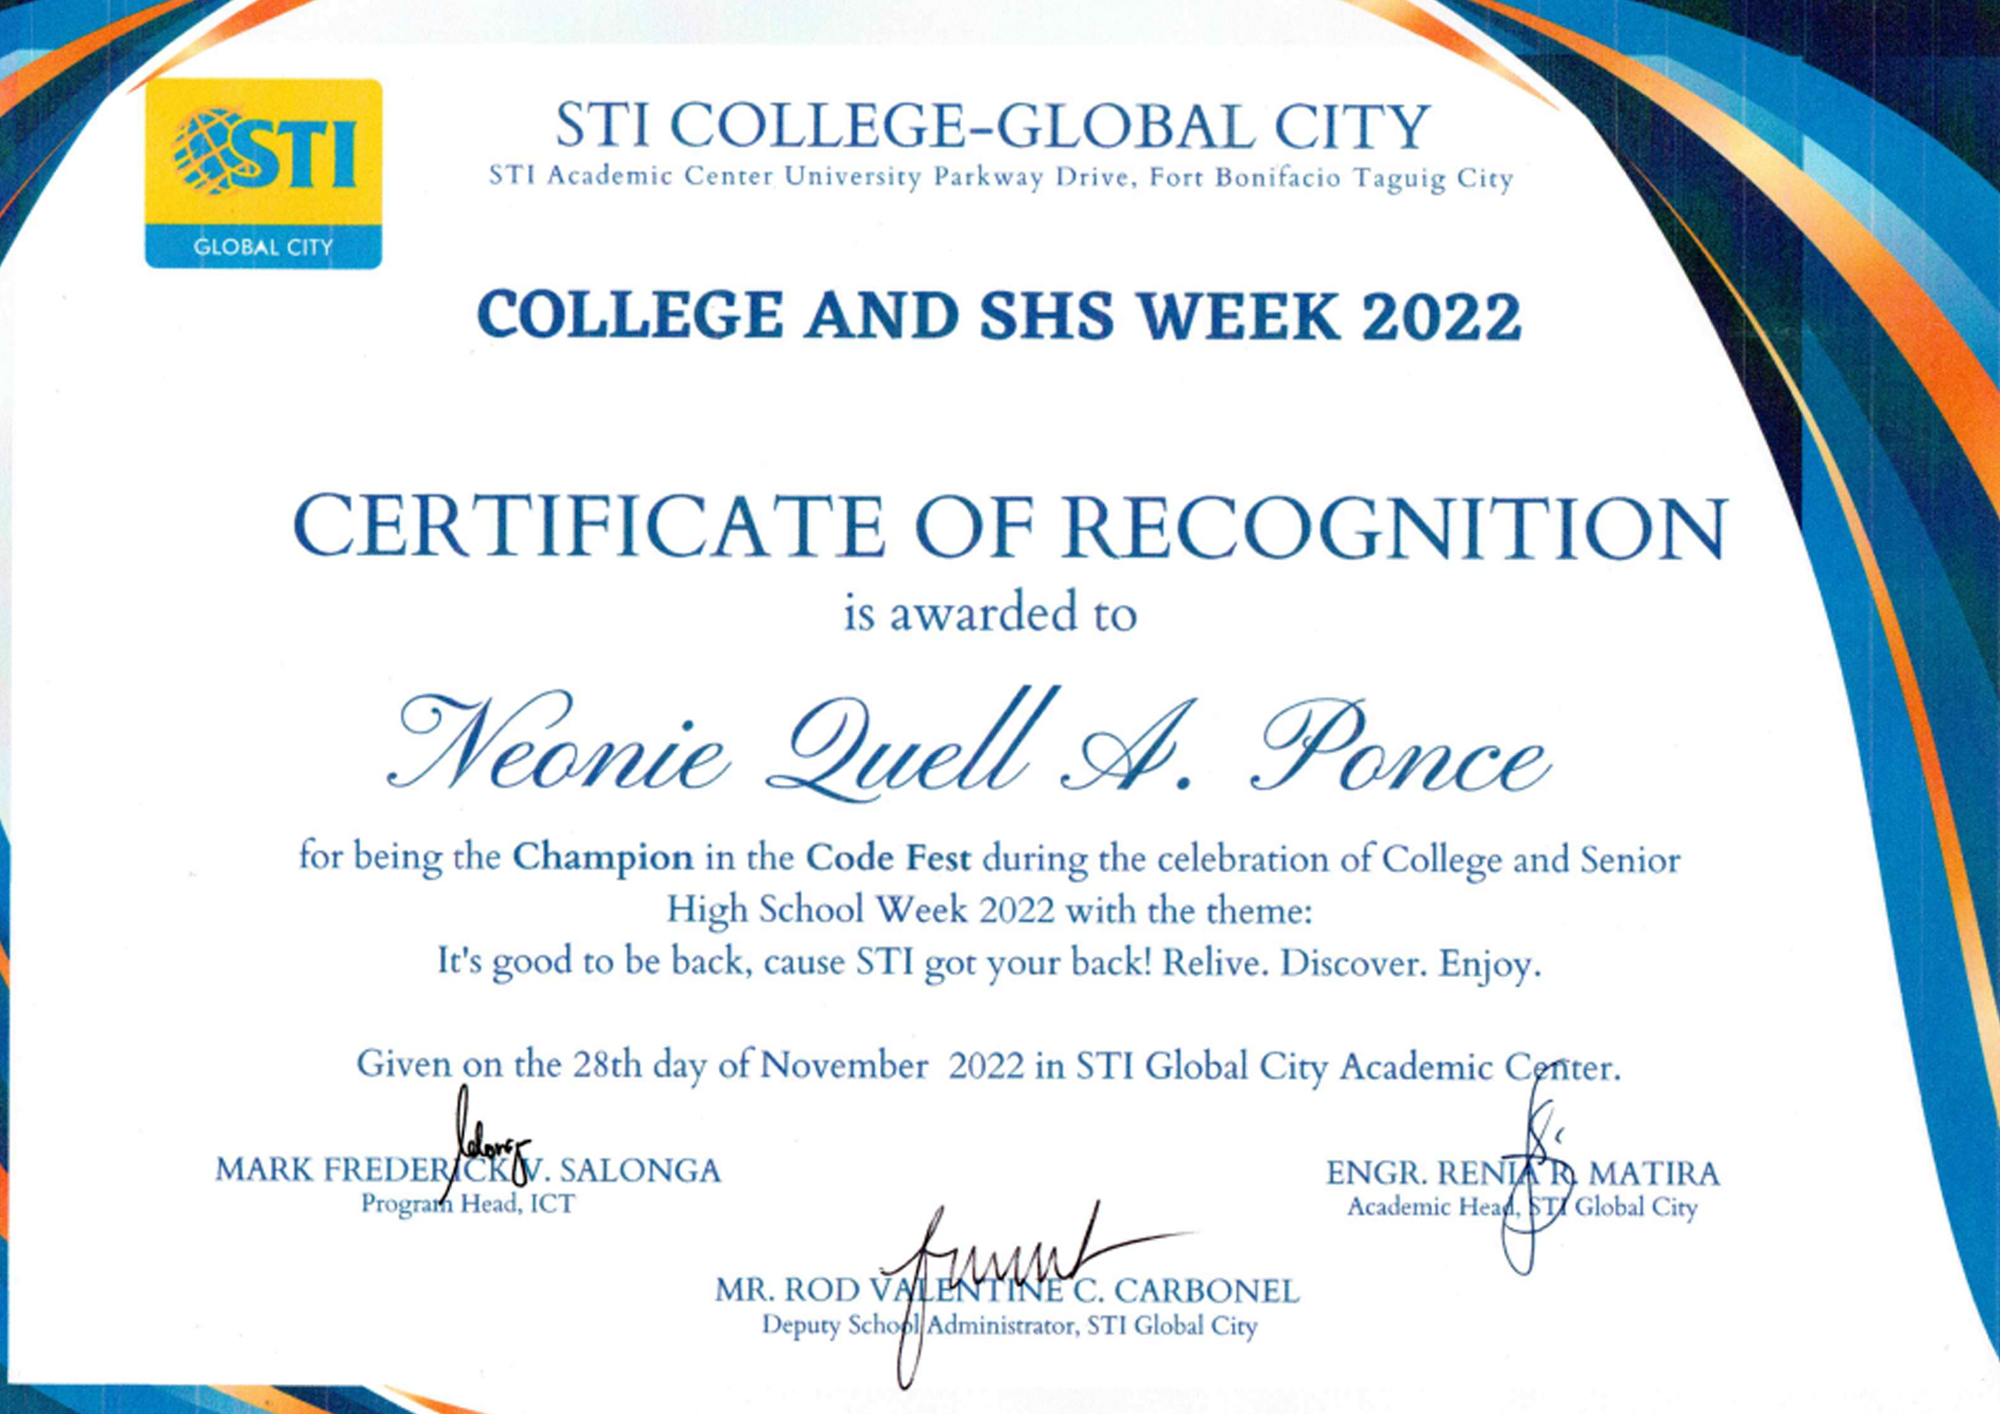 STI
GLOBAL CITY
STI COLLEGE-GLOBAL CITY
STI Academic Center University Parkway Drive, Fort Bonifacio Taguig City
COLLEGE AND SHS WEEK 2022
CERTIFICATE OF RECOGNITION
is awarded to
Neonie Quell A. Ponce
for being the Champion in the Code Fest during the celebration of College and Senior
High School Week 2022 with the theme:
It's good to be back, cause STI got your back! Relive. Discover. Enjoy.
Given on the 28th day of November 2022 in STI Global City Academic Center.
MARK FREDERICK V. SALONGA
Program Head, ICT
ENGR. RENIA R. MATIRA
Academic Head, STI Global City
MR. ROD VALENTINE C. CARBONEL
Deputy School Administrator, STI Global City